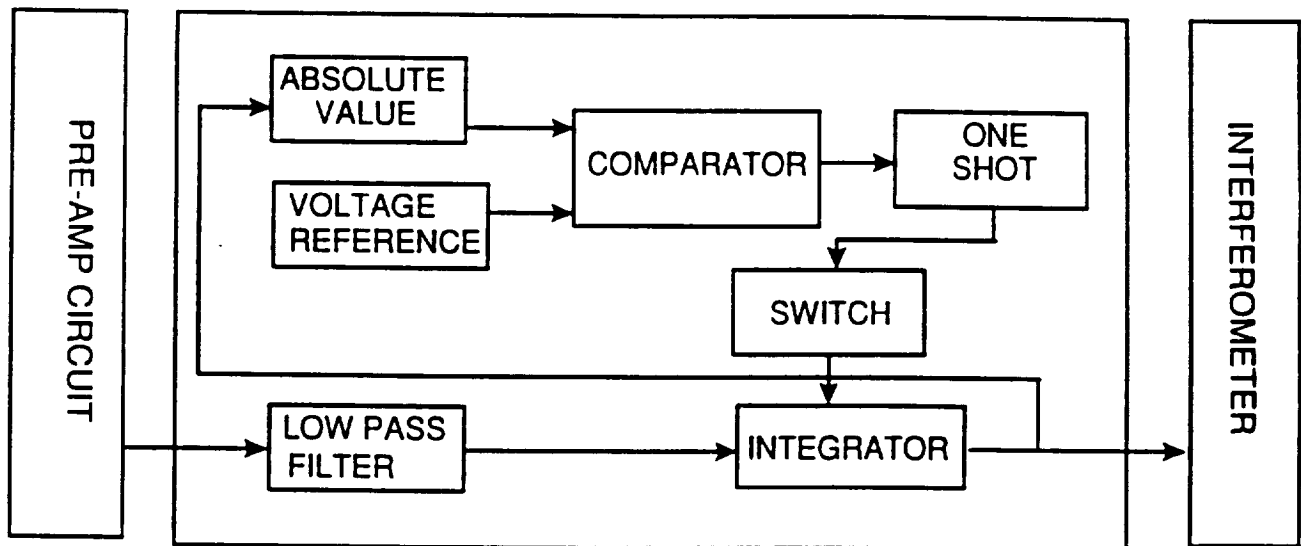 PRE-AMP CIRCUIT
ABSOLUTE
VALUE
VOLTAGE
REFERENCE
COMPARATOR
ONE
SHOT
SWITCH
LOW PASS
FILTER
INTEGRATOR
INTERFEROMETER